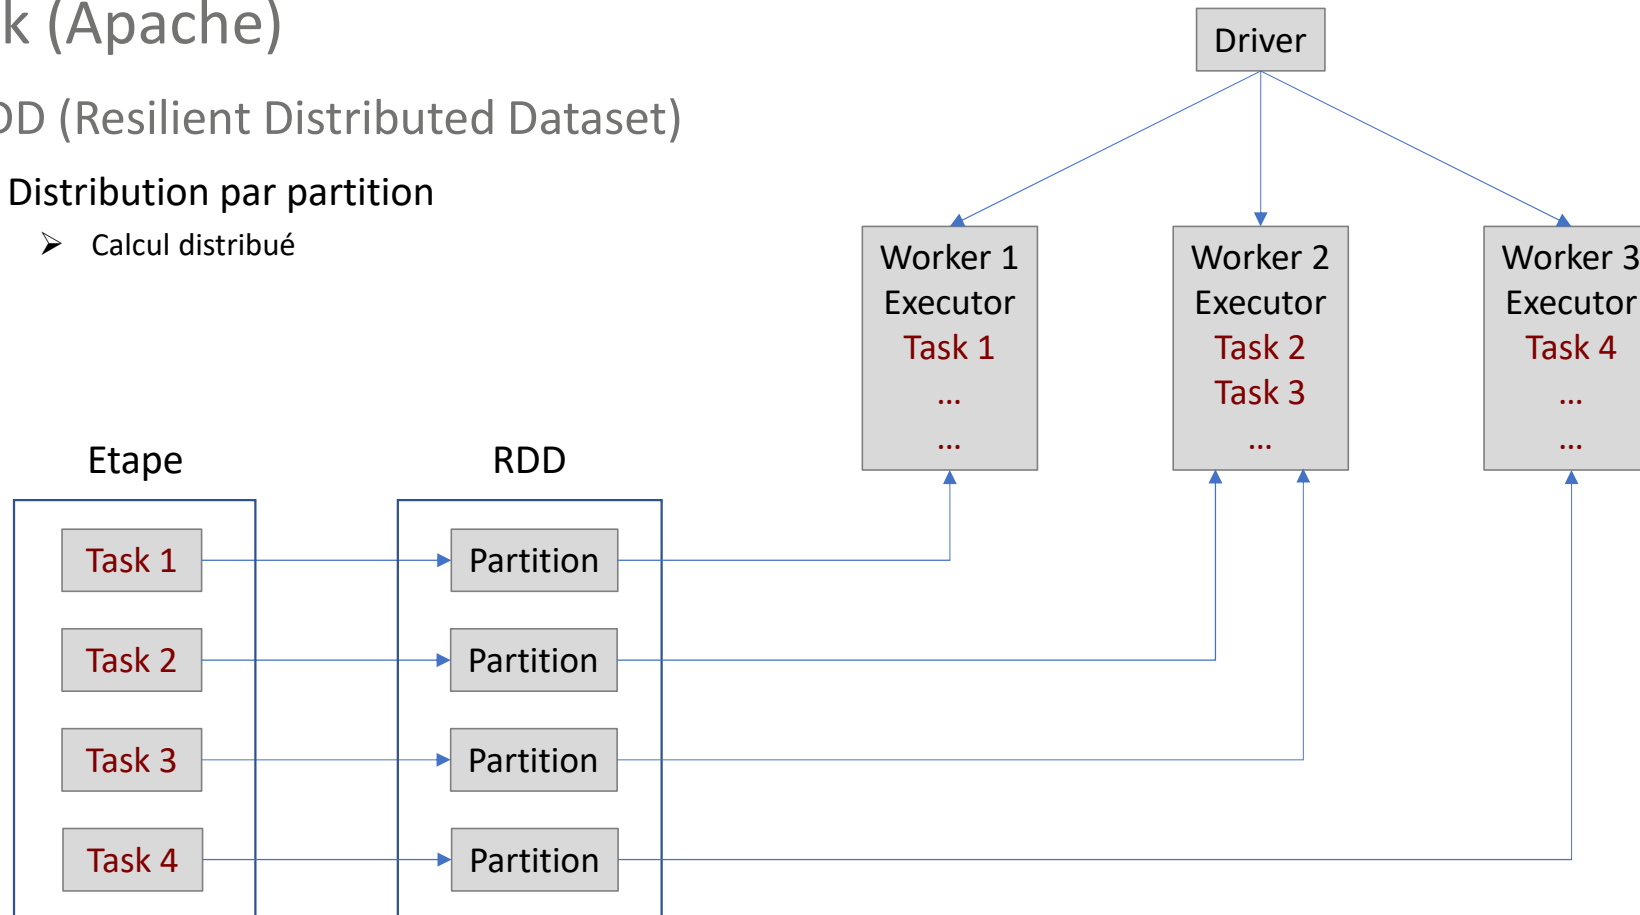 k (Apache)
DD (Resilient Distributed Dataset)
Distribution par partition
➢ Calcul distribué
Driver
Worker 1
Executor
Task 1
...
...
Worker 2
Executor
Task 2
Task 3
...
Worker 3
Executor
Task 4
...
...
Etape
RDD
Task 1
Partition
Task 2
Partition
Task 3
Partition
Task 4
Partition